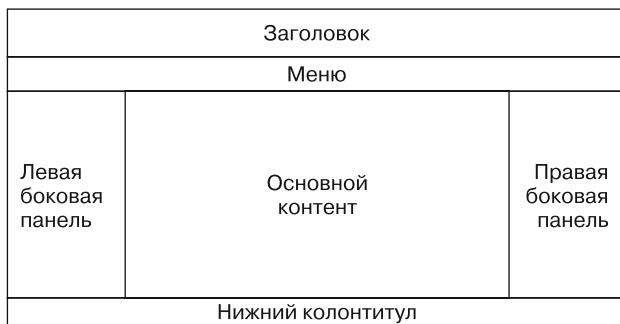 Заголовок
Меню
Левая
боковая
панель
Основной
контент
Правая
боковая
панель
Нижний колонтитул